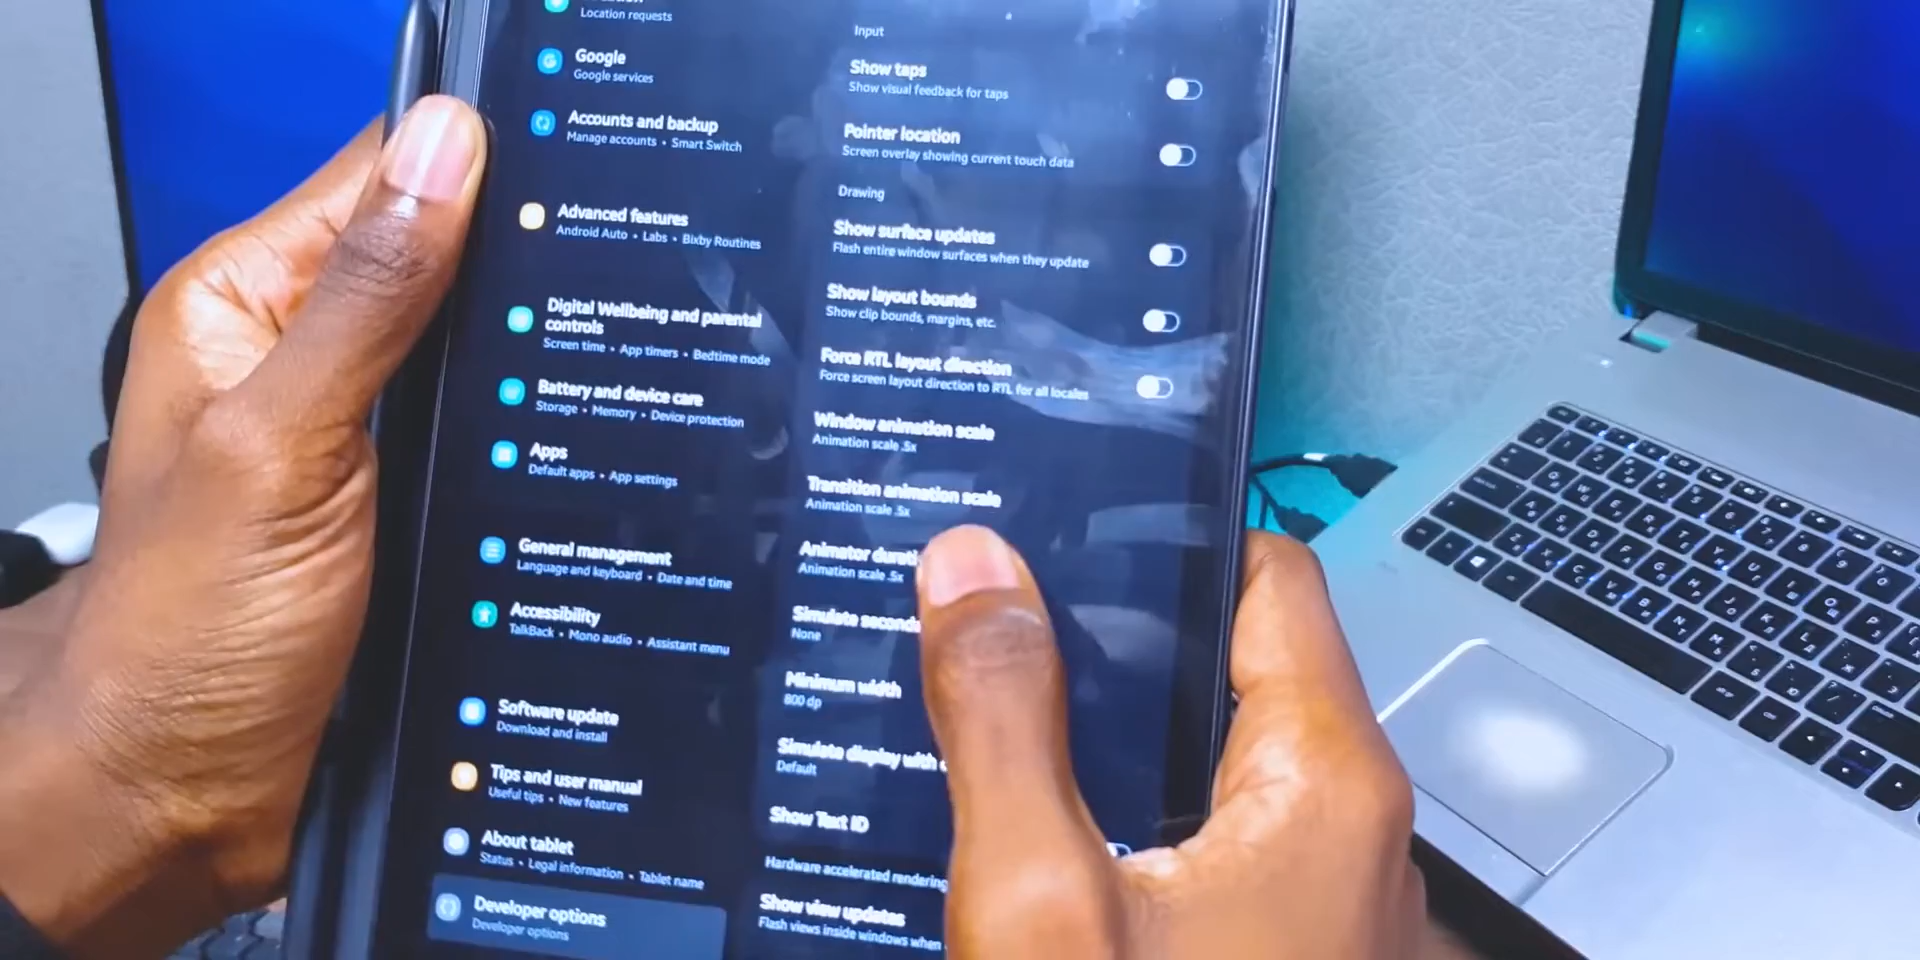 Location requests
Google
Google services
Accounts and backup
Manage accounts • Smart Switch
Advanced features
Android Auto • Labs • Bixby Routines
Digital Wellbeing and parental
controls
Screen time • App timers • Bedtime mode
Battery and device care
Storage • Memory • Device protection
Apps
Default apps • App settings
General management
Language and keyboard • Date and time
Accessibility
TalkBack • Mono audio • Assistant menu
Software update
Download and install
Tips and user manual
Useful tips • New features
About tablet
Status • Legal information • Tablet name
Developer options
Developer options
Input
Show taps
Show visual feedback for taps
Pointer location
Screen overlay showing current touch data
Drawing
Show surface updates
Flash entire window surfaces when they update
Show layout bounds
Show clip bounds, margins, etc.
Force RTL layout direction
Force screen layout direction to RTL for all locales
Window animation scale
Animation scale .5x
Transition animation scale
Animation scale .5x
Animator durati
Animation scale .5x
Simulate second
None
Minimum width
800 dp
Simulate display with
Default
Show Text ID
Hardware accelerated rendering
Show view updates
Flash views inside windows when